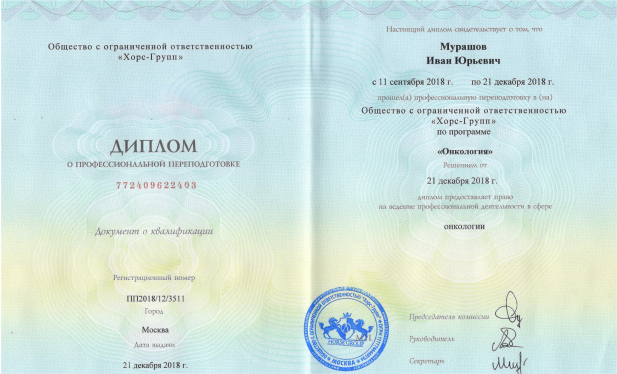 Общество с ограниченной ответственностью
«Хорс-Групп»
ДИПЛОМ
О ПРОФЕССИОНАЛЬНОЙ ПЕРЕПОДГОТОВКЕ
772409622403
Документ о квалификации
Регистрационный номер
ПП2018/12/3511
Город
Москва
Дата выдачи
21 декабря 2018 г.
Настоящий диплом свидетельствует о том, что
Мурашов
Иван Юрьевич
с 11 сентября 2018 г. по 21 декабря 2018 г.
прошел(а) профессиональную переподготовку в (на)
Общество с ограниченной ответственностью
«Хорс-Групп»
по программе
«Онкология»
Решением от
21 декабря 2018 г.
диплом предоставляет право
на ведение профессиональной деятельности в сфере
онкологии
Председатель комиссии
Руководитель
Секретарь
МОСКВА